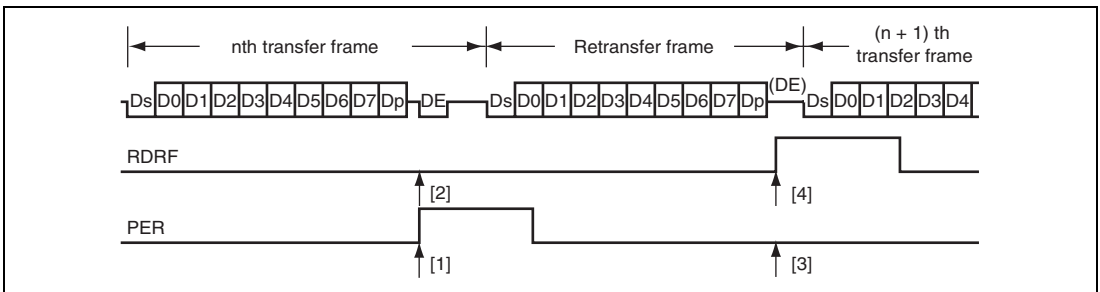 nth transfer frame Retransfer frame (n + 1) th
transfer frame
Ds D0 D1 D2 D3 D4 D5 D6 D7 Dp DE Ds D0 D1 D2 D3 D4 D5 D6 D7 Dp (DE) Ds D0 D1 D2 D3 D4
RDRF
[2] [4]
PER
[1] [3]